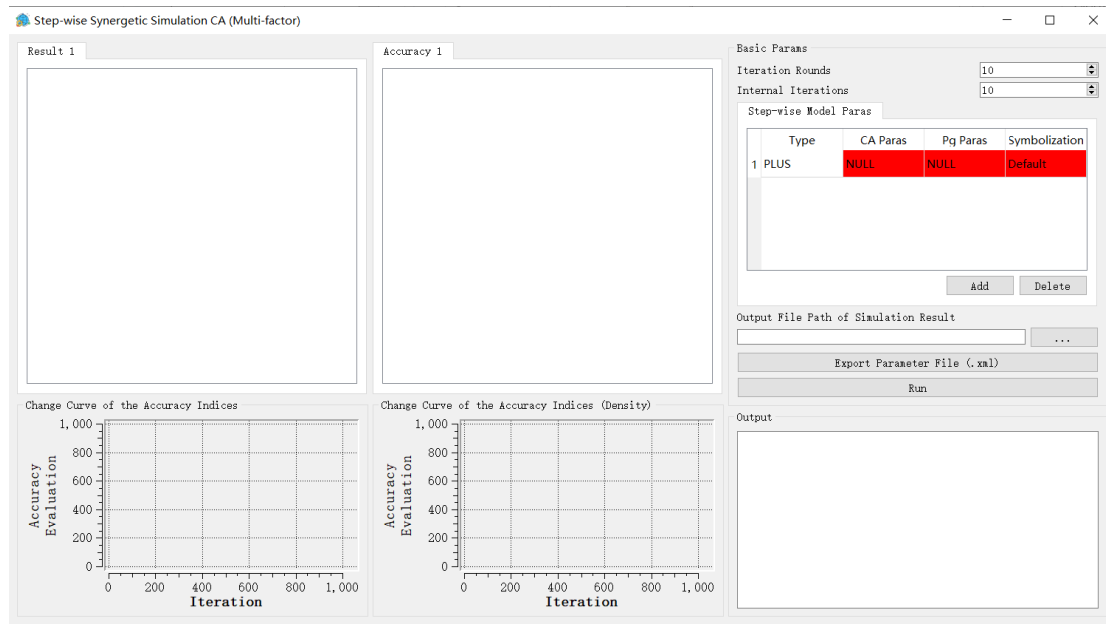 Step-wise Synergetic Simulation CA (Multi-factor)
Result 1
Accuracy 1
Basic Params
Iteration Rounds 10
Internal Iterations 10
Step-wise Model Paras
Type CA Paras Pg Paras Symbolization
1 PLUS NULL NULL Default
Add Delete
Output File Path of Simulation Result
...
Export Parameter File (.xml)
Run
Change Curve of the Accuracy Indices
1,000
800
600
400
200
0
Accuracy
Evaluation
0 200 400 600 800 1,000
Iteration
Change Curve of the Accuracy Indices (Density)
1,000
800
600
400
200
0
Accuracy
Evaluation
0 200 400 600 800 1,000
Iteration
Output